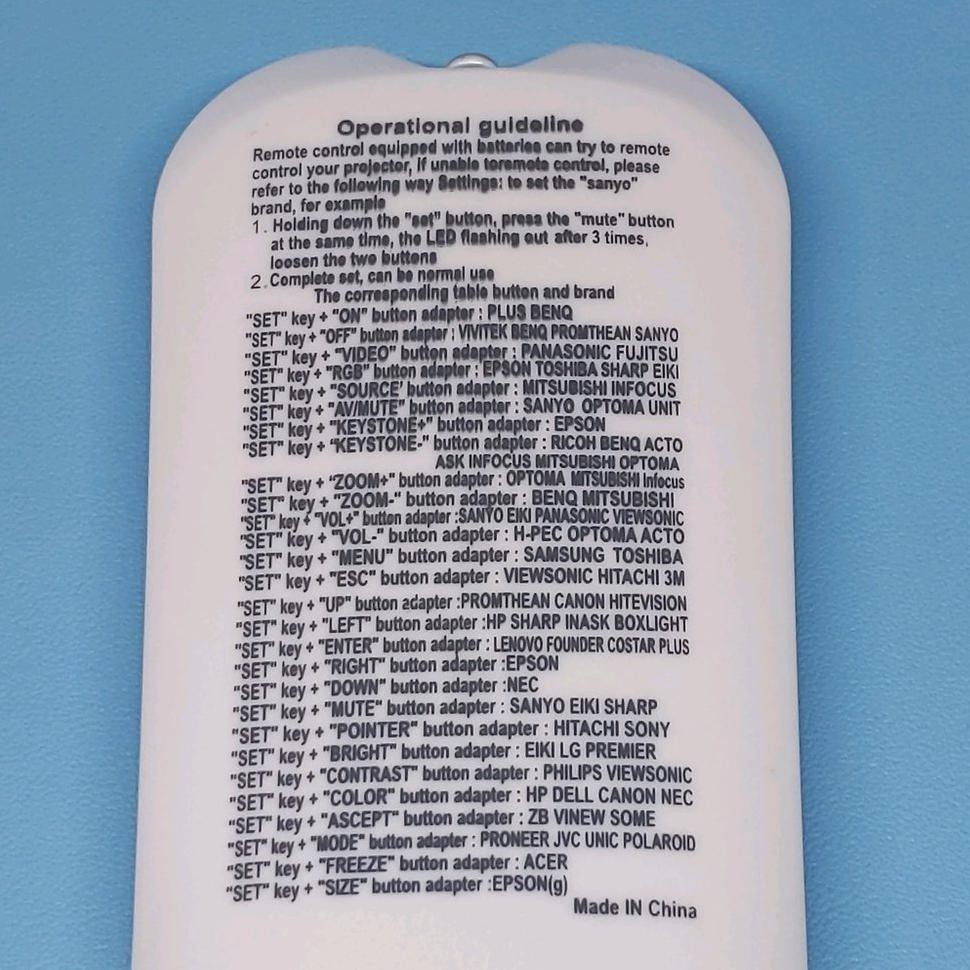 Operational guideline
Remote control equipped with batteries can try to remote
control your projector, If unable toremote control, please
refer to the following way Settings: to set the "sanyo"
brand, for example
1. Holding down the "set" button, press the "mute" button
at the same time, the LED flashing out after 3 times,
loosen the two buttons
2. Complete set, can be normal use
The corresponding table button and brand
"SET" key + "ON" button adapter : PLUS BENQ
"SET" key + "OFF" button adapter : VIVITEK BENQ PROMTHEAN SANYO
"SET" key + "VIDEO" button adapter : PANASONIC FUJITSU
"SET" key + "RGB" button adapter : EPSON TOSHIBA SHARP EIKI
"SET" key + "SOURCE' button adapter : MITSUBISHI INFOCUS
"SET" key + "AV/MUTE" button adapter : SANYO OPTOMA UNIT
"SET" key + "KEYSTONE+" button adapter : EPSON
"SET" key + "KEYSTONE-" button adapter : RICOH BENQ ACTO
ASK INFOCUS MITSUBISHI OPTOMA
"SET" key + "ZOOM+" button adapter : OPTOMA MITSUBISHI Infocus
"SET" key + "ZOOM-" button adapter : BENQ MITSUBISHI
"SET" key + "VOL+" button adapter :SANYO EIKI PANASONIC VIEWSONIC
"SET" key + "VOL-" button adapter : H-PEC OPTOMA ACTO
"SET" key + "MENU" button adapter : SAMSUNG TOSHIBA
"SET" key + "ESC" button adapter : VIEWSONIC HITACHI 3M
"SET" key + "UP" button adapter :PROMTHEAN CANON HITEVISION
"SET" key + "LEFT" button adapter :HP SHARP INASK BOXLIGHT
"SET" key + "ENTER" button adapter : LENOVO FOUNDER COSTAR PLUS
"SET" key + "RIGHT" button adapter :EPSON
"SET" key + "DOWN" button adapter :NEC
"SET" key + "MUTE" button adapter : SANYO EIKI SHARP
"SET" key + "POINTER" button adapter : HITACHI SONY
"SET" key + "BRIGHT" button adapter : EIKI LG PREMIER
"SET" key + "CONTRAST" button adapter : PHILIPS VIEWSONIC
"SET" key + "COLOR" button adapter : HP DELL CANON NEC
"SET" key + "ASCEPT" button adapter : ZB VINEW SOME
"SET" key + "MODE" button adapter : PRONEER JVC UNIC POLAROID
"SET" key + "FREEZE" button adapter : ACER
"SET" key + "SIZE" button adapter :EPSON(g)
Made IN China